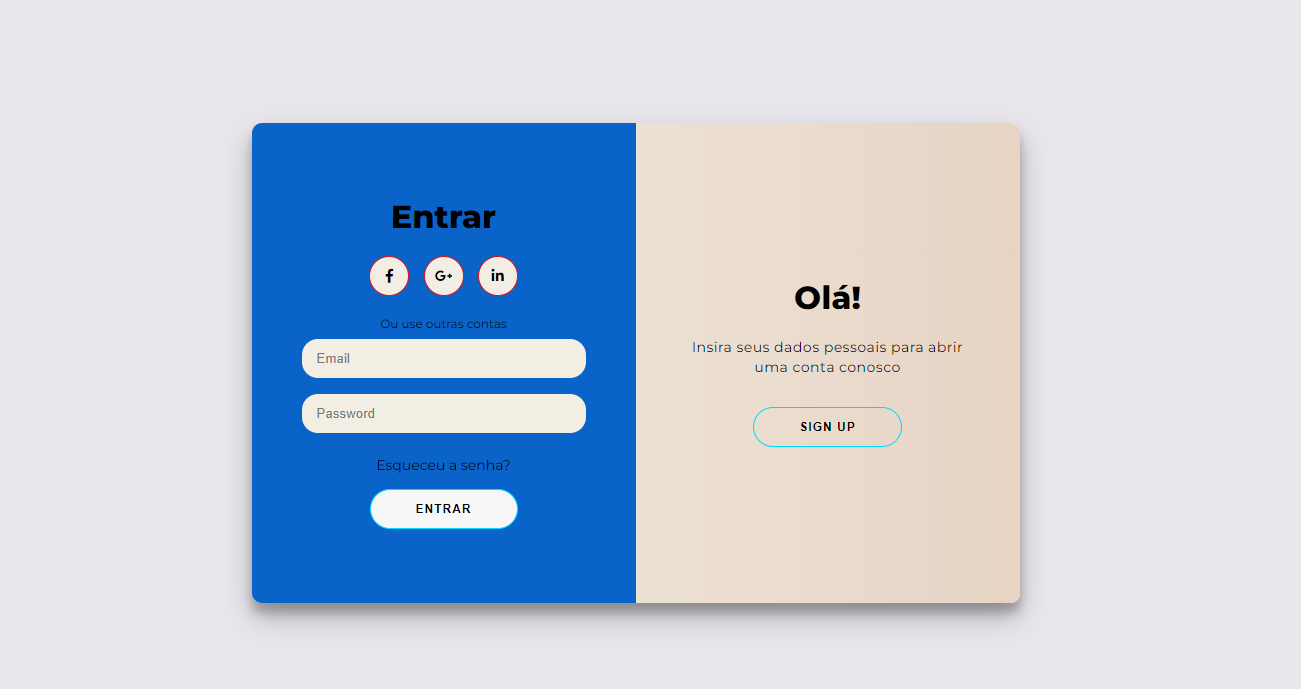 Entrar
f G+ in
Ou use outras contas
Email
Password
Esqueceu a senha?
ENTRAR
Olá!
Insira seus dados pessoais para abrir
uma conta conosco
SIGN UP